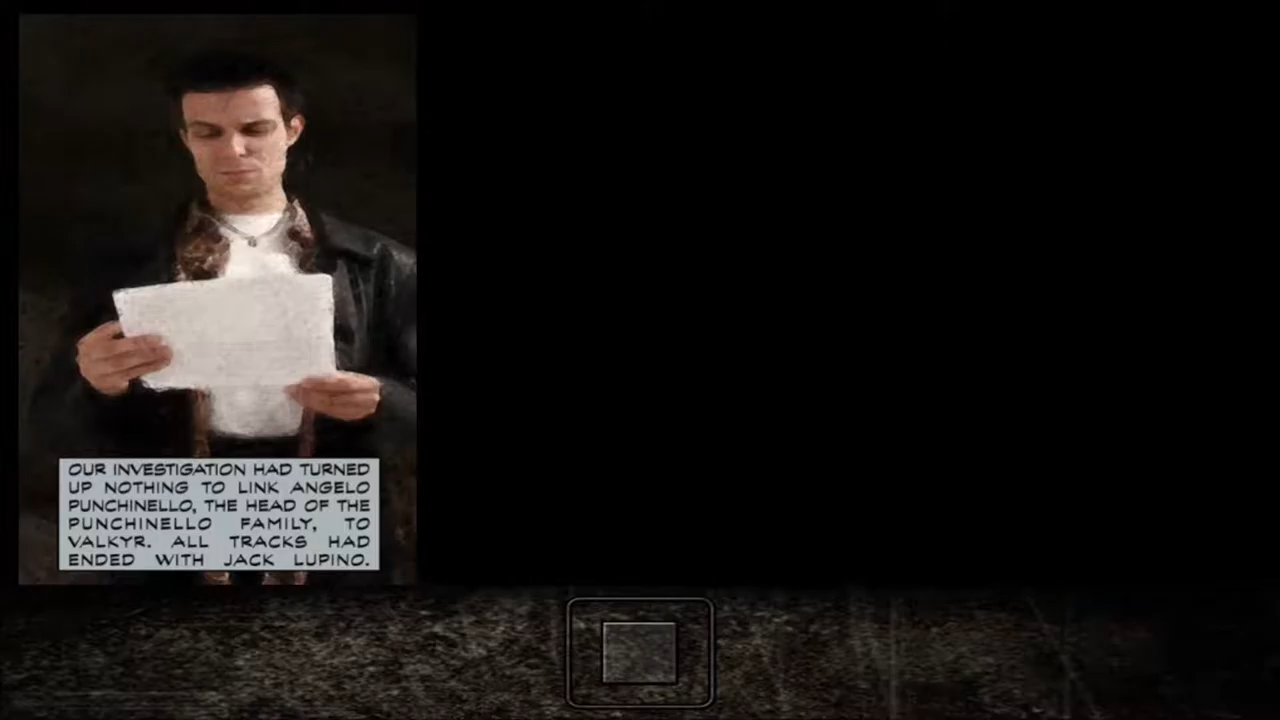 OUR INVESTIGATION HAD TURNED
UP NOTHING TO LINK ANGELO
PUNCHINELLO, THE HEAD OF THE
PUNCHINELLO FAMILY, TO
VALKYR. ALL TRACKS HAD
ENDED WITH JACK LUPINO.